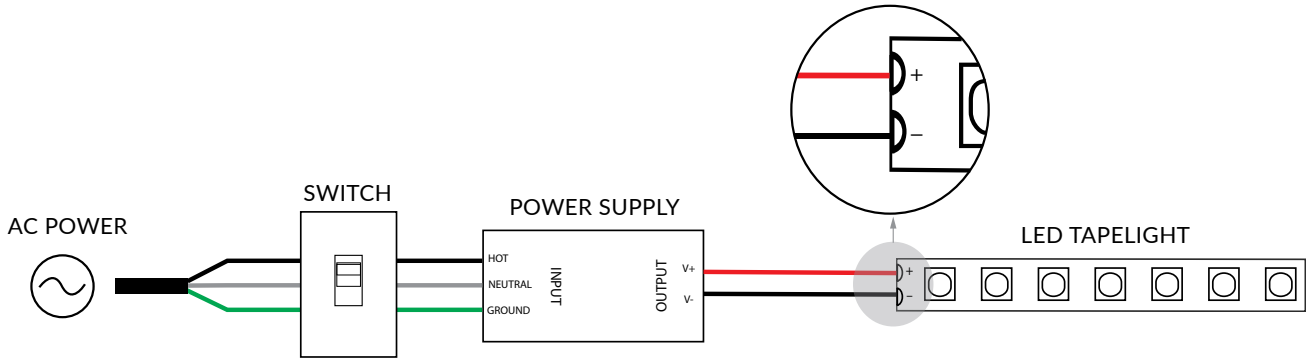 AC POWER
SWITCH
POWER SUPPLY
HOT
NEUTRAL
GROUND
INPUT
OUTPUT
V+
V-
+
–
+
–
LED TAPELIGHT